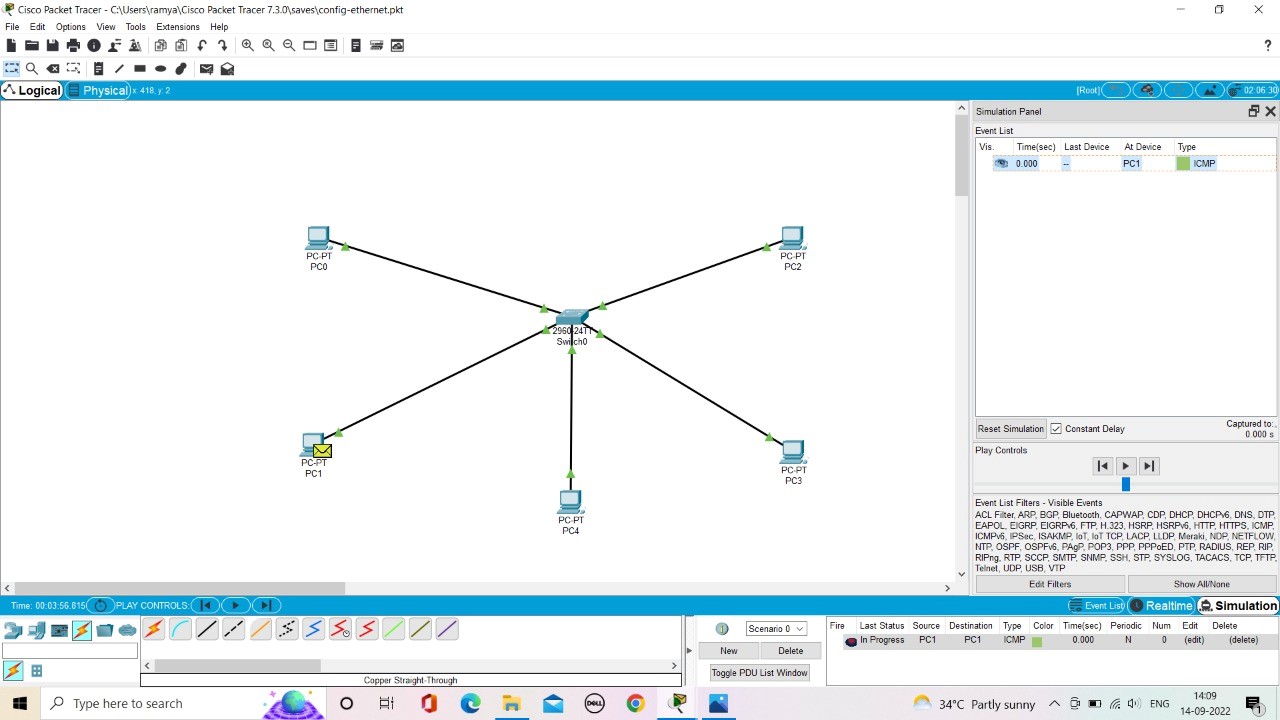 Cisco Packet Tracer - C:\Users\ramya\Cisco Packet Tracer 7.3.0\saves\config-ethernet.pkt
File Edit Options View Tools Extensions Help
?
Logical Physical x: 418, y: 2 [Root] 02:06:30
Simulation Panel
Event List
Vis. Time(sec) Last Device At Device Type
0.000 -- PC1 ICMP
PC-PT
PC0
PC-PT
PC2
2960-24TT
Switch0
PC-PT
PC1
PC-PT
PC3
PC-PT
PC4
Reset Simulation Constant Delay Captured to:
0.000 s
Play Controls
Event List Filters - Visible Events
ACL Filter, ARP, BGP, Bluetooth, CAPWAP, CDP, DHCP, DHCPv6, DNS, DTP,
EAPOL, EIGRP, EIGRPv6, FTP, H.323, HSRP, HSRPv6, HTTP, HTTPS, ICMP,
ICMPv6, IPSec, ISAKMP, IoT, IoT TCP, LACP, LLDP, Meraki, NDP, NETFLOW,
NTP, OSPF, OSPFv6, PAgP, POP3, PPP, PPPoED, PTP, RADIUS, REP, RIP,
RIPng, RTP, SCCP, SMTP, SNMP, SSH, STP, SYSLOG, TACACS, TCP, TFTP,
Telnet, UDP, USB, VTP
Edit Filters Show All/None
Time: 00:03:56.815 PLAY CONTROLS: Event List Realtime Simulation
Scenario 0
New Delete
Toggle PDU List Window
Fire Last Status Source Destination Type Color Time(sec) Periodic Num Edit Delete
In Progress PC1 PC1 ICMP 0.000 N 0 (edit) (delete)
Copper Straight-Through
Type here to search
DELL
34°C Partly sunny ENG 14:09
14-09-2022
1